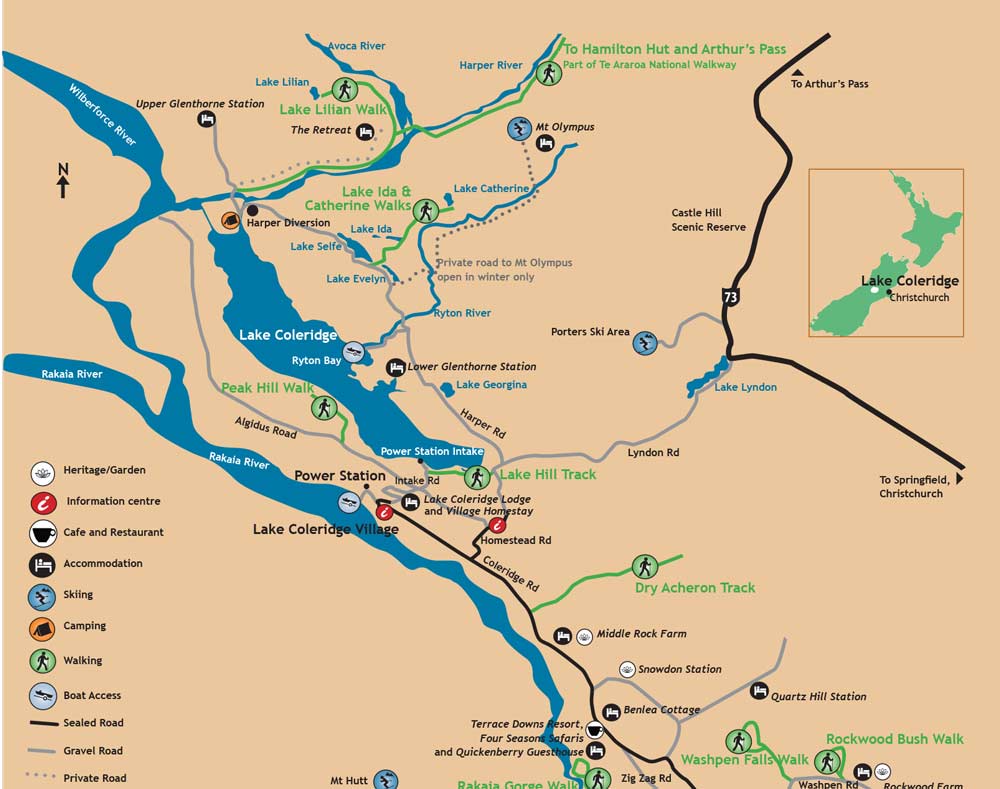 Avoca River
To Hamilton Hut and Arthur's Pass
Part of Te Araroa National Walkway
Harper River
Lake Lilian
Lake Lilian Walk
To Arthur's Pass
Wilberforce River
Upper Glenthorne Station
The Retreat
Mt Olympus
N
Lake Ida &
Catherine Walks
Lake Catherine
Harper Diversion
Lake Ida
Lake Selfe
Castle Hill
Scenic Reserve
Private road to Mt Olympus
open in winter only
Lake Evelyn
Lake Coleridge
Christchurch
73
Ryton River
Lake Coleridge
Ryton Bay
Porters Ski Area
Rakaia River
Lower Glenthorne Station
Lake Georgina
Lake Lyndon
Peak Hill Walk
Algidus Road
Harper Rd
Power Station Intake
Lyndon Rd
Rakaia River
Power Station
Intake Rd
Lake Hill Track
To Springfield,
Christchurch
Lake Coleridge Lodge
and Village Homestay
Lake Coleridge Village
Homestead Rd
Coleridge Rd
Dry Acheron Track
Heritage/Garden
i Information centre
Cafe and Restaurant
Accommodation
Skiing
Camping
Walking
Boat Access
Sealed Road
Gravel Road
Private Road
i
i
Middle Rock Farm
Snowdon Station
Quartz Hill Station
Benlea Cottage
Terrace Downs Resort,
Four Seasons Safaris
and Quickenberry Guesthouse
Washpen Falls Walk
Rockwood Bush Walk
Mt Hutt
Rakaia Gorge Walk
Zig Zag Rd
Washpen Rd
Rockwood Farm